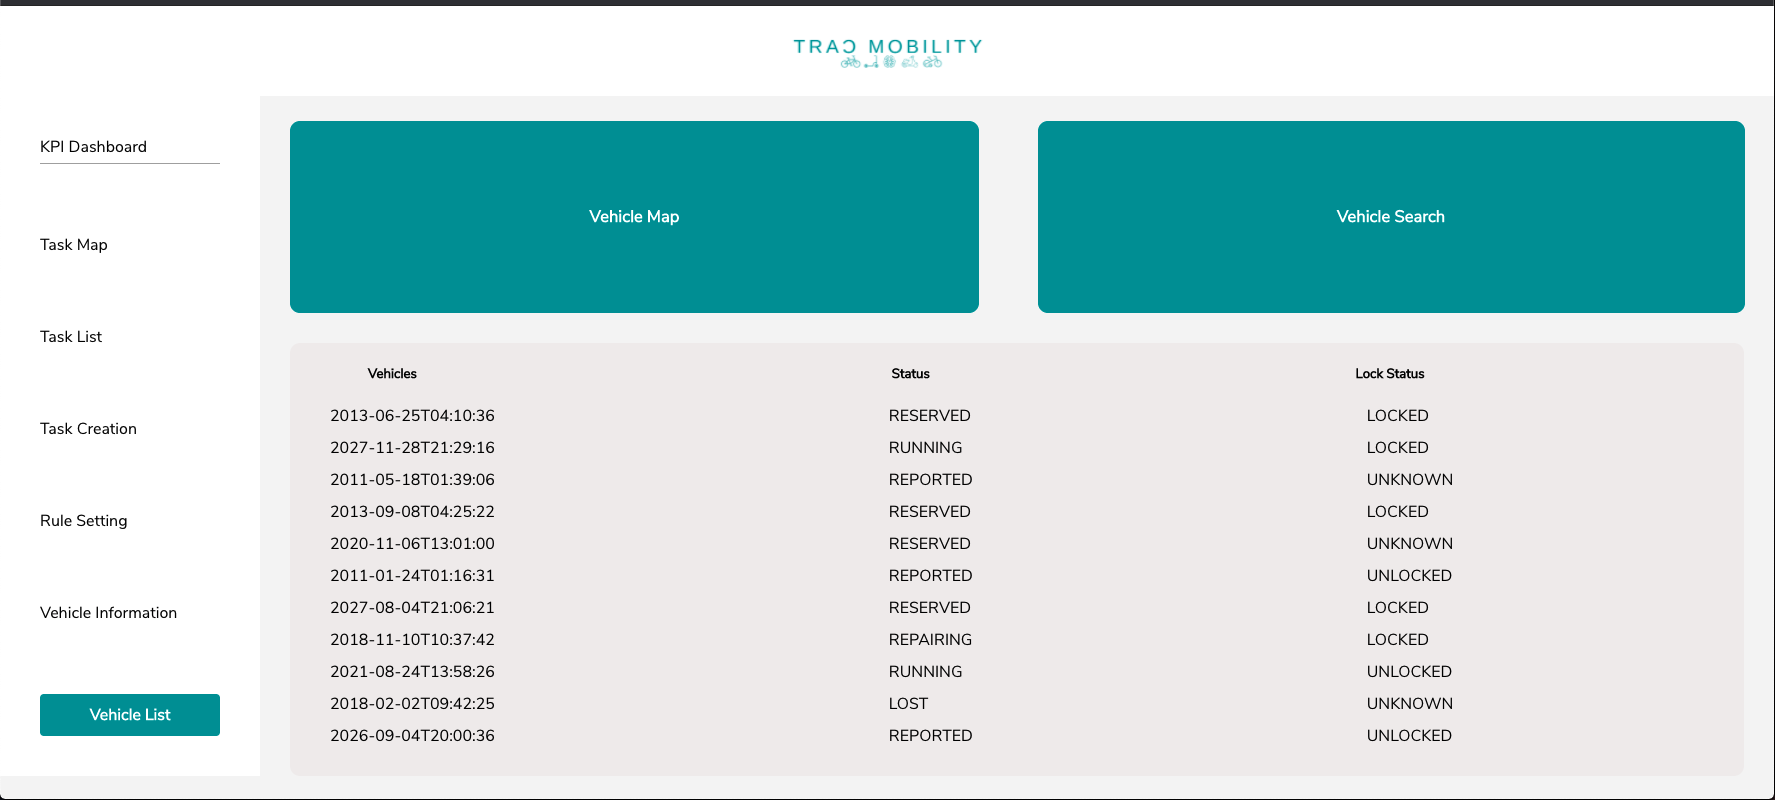 TRAC MOBILITY
KPI Dashboard
Task Map
Task List
Task Creation
Rule Setting
Vehicle Information
Vehicle List
Vehicle Map
Vehicle Search
Vehicles Status Lock Status
2013-06-25T04:10:36 RESERVED LOCKED
2027-11-28T21:29:16 RUNNING LOCKED
2011-05-18T01:39:06 REPORTED UNKNOWN
2013-09-08T04:25:22 RESERVED LOCKED
2020-11-06T13:01:00 RESERVED UNKNOWN
2011-01-24T01:16:31 REPORTED UNLOCKED
2027-08-04T21:06:21 RESERVED LOCKED
2018-11-10T10:37:42 REPAIRING LOCKED
2021-08-24T13:58:26 RUNNING UNLOCKED
2018-02-02T09:42:25 LOST UNKNOWN
2026-09-04T20:00:36 REPORTED UNLOCKED